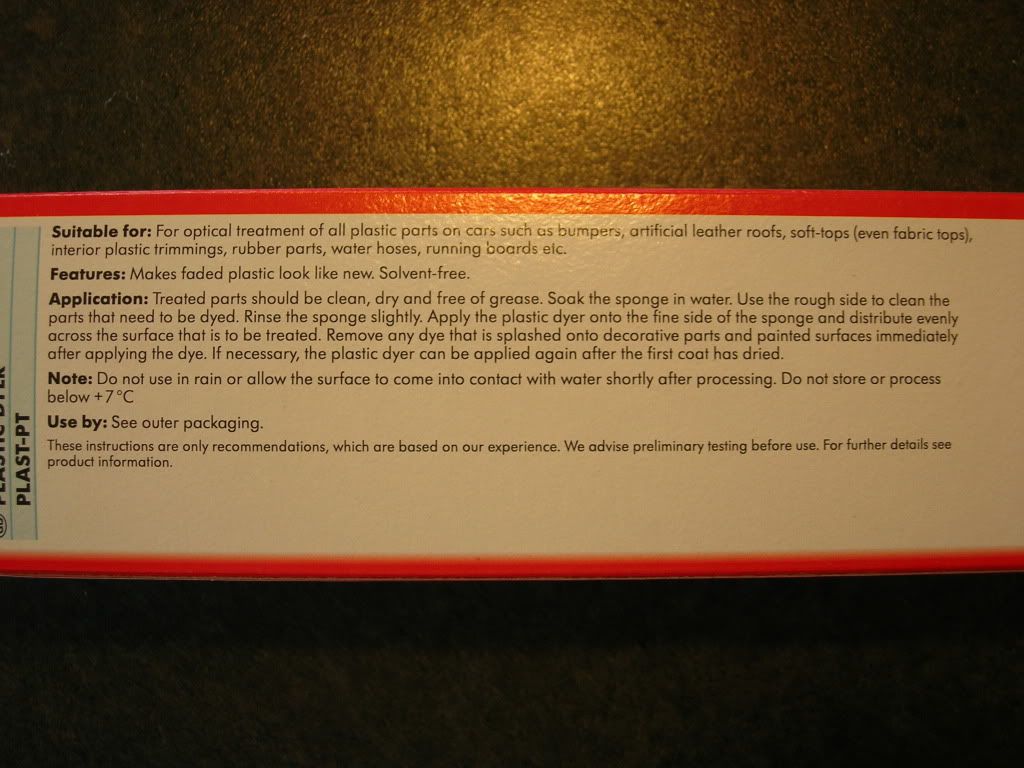 Suitable for: For optical treatment of all plastic parts on cars such as bumpers, artificial leather roofs, soft-tops (even fabric tops),
interior plastic trimmings, rubber parts, water hoses, running boards etc.
Features: Makes faded plastic look like new. Solvent-free.
Application: Treated parts should be clean, dry and free of grease. Soak the sponge in water. Use the rough side to clean the
parts that need to be dyed. Rinse the sponge slightly. Apply the plastic dyer onto the fine side of the sponge and distribute evenly
across the surface that is to be treated. Remove any dye that is splashed onto decorative parts and painted surfaces immediately
after applying the dye. If necessary, the plastic dyer can be applied again after the first coat has dried.
Note: Do not use in rain or allow the surface to come into contact with water shortly after processing. Do not store or process
below +7°C
Use by: See outer packaging.
These instructions are only recommendations, which are based on our experience. We advise preliminary testing before use. For further details see
product information.
GB PLASTIC DYER
PLAST-PT